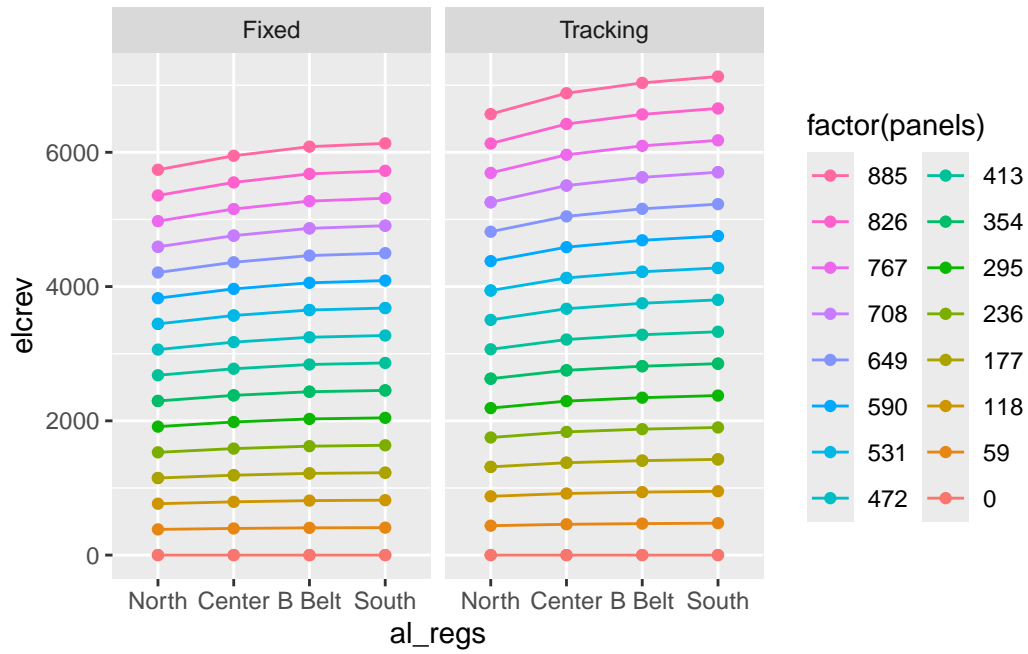 Fixed
Tracking
elcrev
6000
4000
2000
0
North Center B Belt South
North Center B Belt South
al_regs
factor(panels)
885 413
826 354
767 295
708 236
649 177
590 118
531 59
472 0